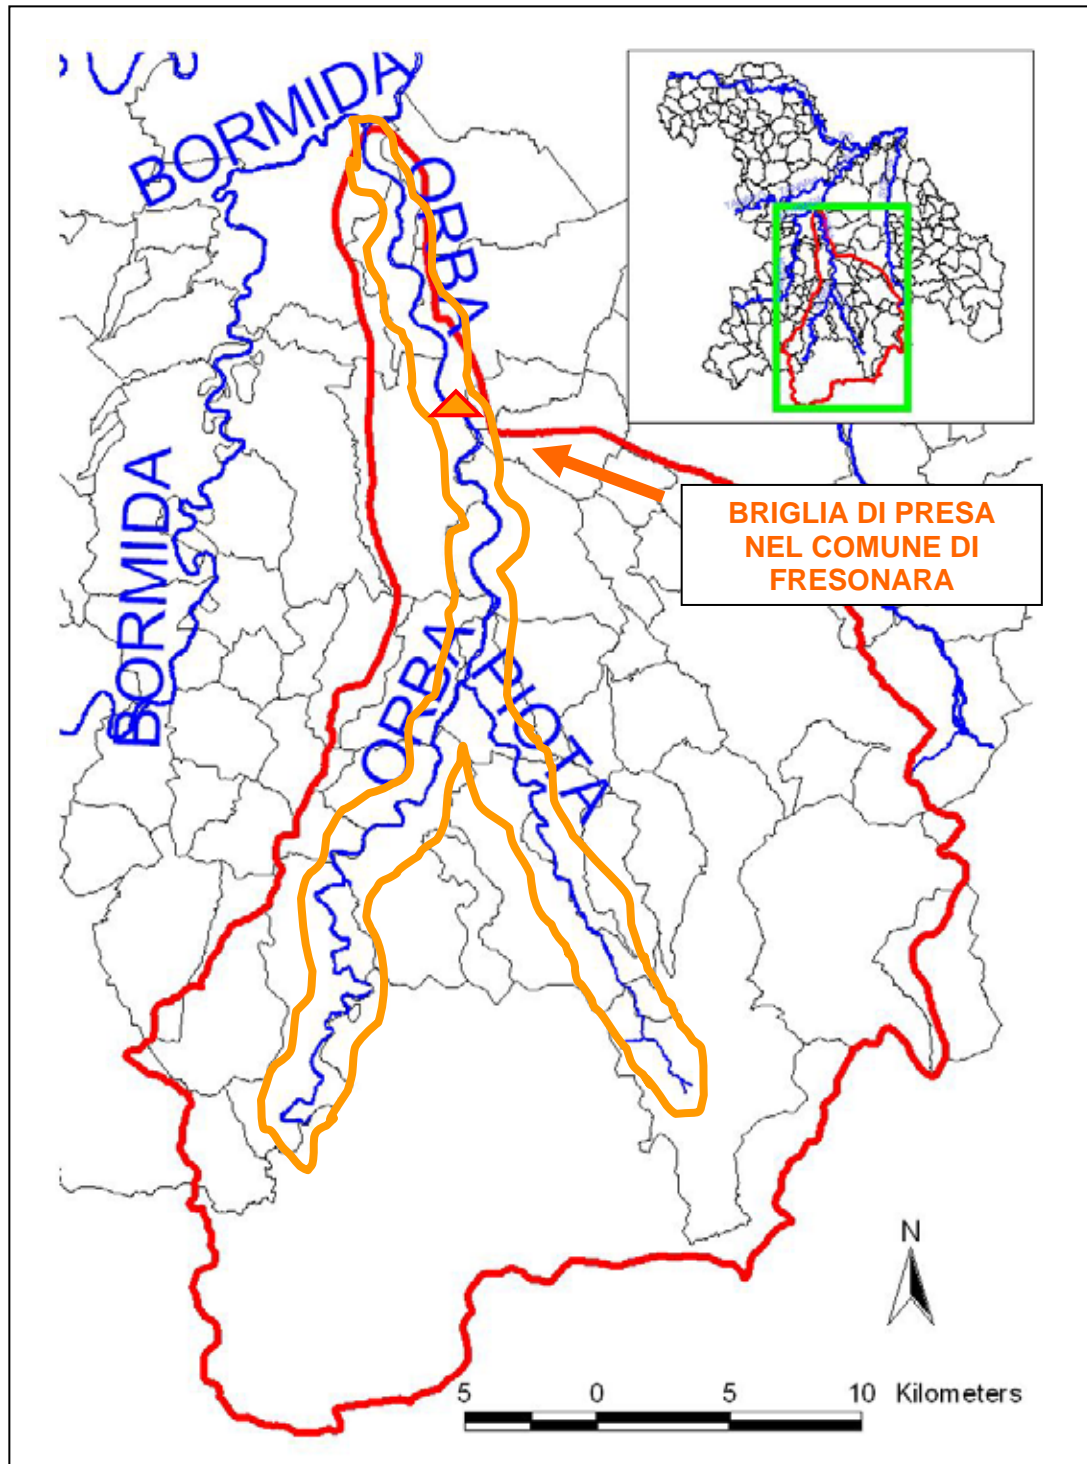 BORMIDA
ORBA
BRIGLIA DI PRESA
NEL COMUNE DI
FRESONARA
BORMIDA
ORBA
PIOTA
N
5 0 5 10 Kilometers